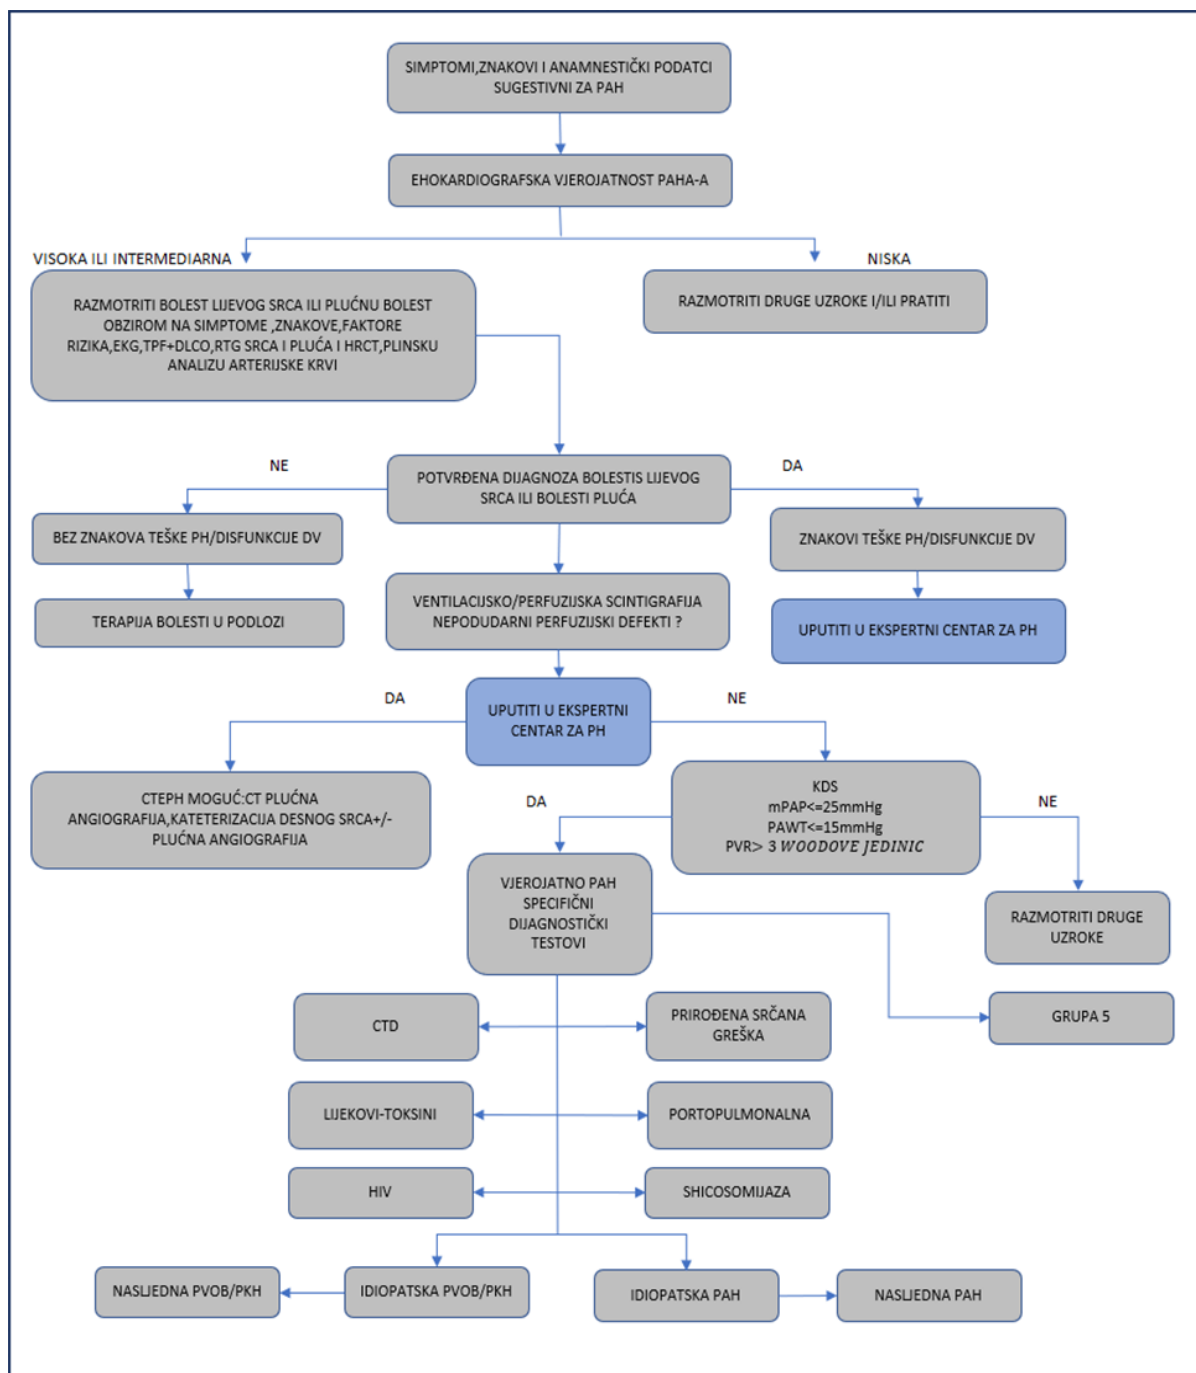 SIMPTOMI,ZNAKOVI I ANAMNESTIČKI PODATCI
SUGESTIVNI ZA PAH
EHOKARDIOGRAFSKA VJEROJATNOST PAHA-A
VISOKA ILI INTERMEDIARNA
NISKA
RAZMOTRITI BOLEST LIJEVOG SRCA ILI PLUĆNU BOLEST
OBZIROM NA SIMPTOME ,ZNAKOVE,FAKTORE
RIZIKA,EKG,TPF+DLCO,RTG SRCA I PLUĆA I HRCT,PLINSKU
ANALIZU ARTERIJSKE KRVI
RAZMOTRITI DRUGE UZROKE I/ILI PRATITI
NE
POTVRĐENA DIJAGNOZA BOLESTIS LIJEVOG
SRCA ILI BOLESTI PLUĆA
DA
BEZ ZNAKOVA TEŠKE PH/DISFUNKCIJE DV
ZNAKOVI TEŠKE PH/DISFUNKCIJE DV
TERAPIJA BOLESTI U PODLOZI
VENTILACIJSKO/PERFUZIJSKA SCINTIGRAFIJA
NEPODUDARNI PERFUZIJSKI DEFEKTI ?
UPUTITI U EKSPERTNI CENTAR ZA PH
DA
UPUTITI U EKSPERTNI
CENTAR ZA PH
NE
CTEPH MOGUĆ:CT PLUĆNA
ANGIOGRAFIJA,KATETERIZACIJA DESNOG SRCA+/-
PLUĆNA ANGIOGRAFIJA
DA
KDS
mPAP<=25mmHg
PAWT<=15mmHg
PVR> 3 WOODOVE JEDINIC
NE
VJEROJATNO PAH
SPECIFIČNI
DIJAGNOSTIČKI
TESTOVI
RAZMOTRITI DRUGE
UZROKE
CTD
PRIROĐENA SRČANA
GREŠKA
GRUPA 5
LIJEKOVI-TOKSINI
PORTOPULMONALNA
HIV
SHICOSOMIJAZA
NASLJEDNA PVOB/PKH
IDIOPATSKA PVOB/PKH
IDIOPATSKA PAH
NASLJEDNA PAH